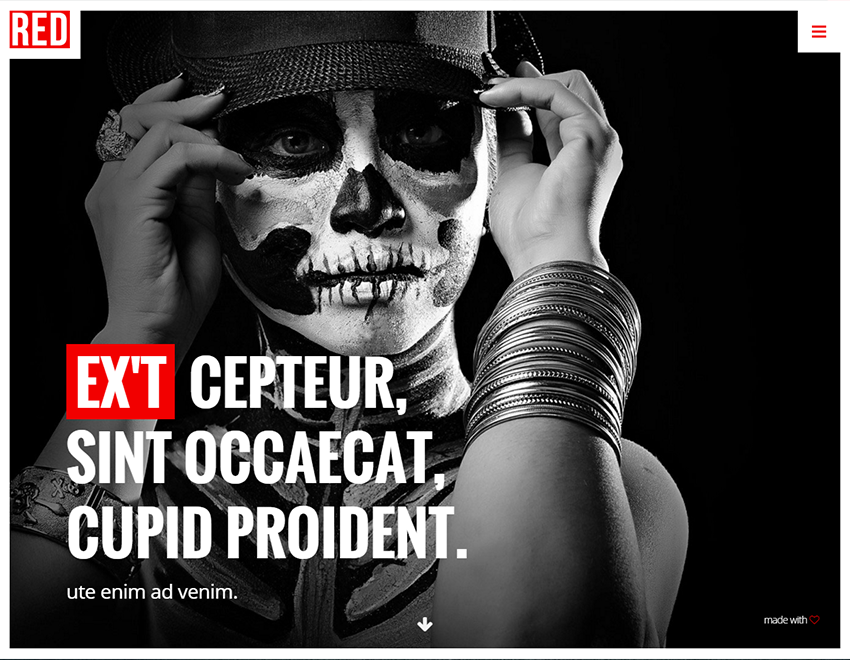 RED
EX'T CEPTEUR,
SINT OCCAECAT,
CUPID PROIDENT.
ute enim ad venim.
made with